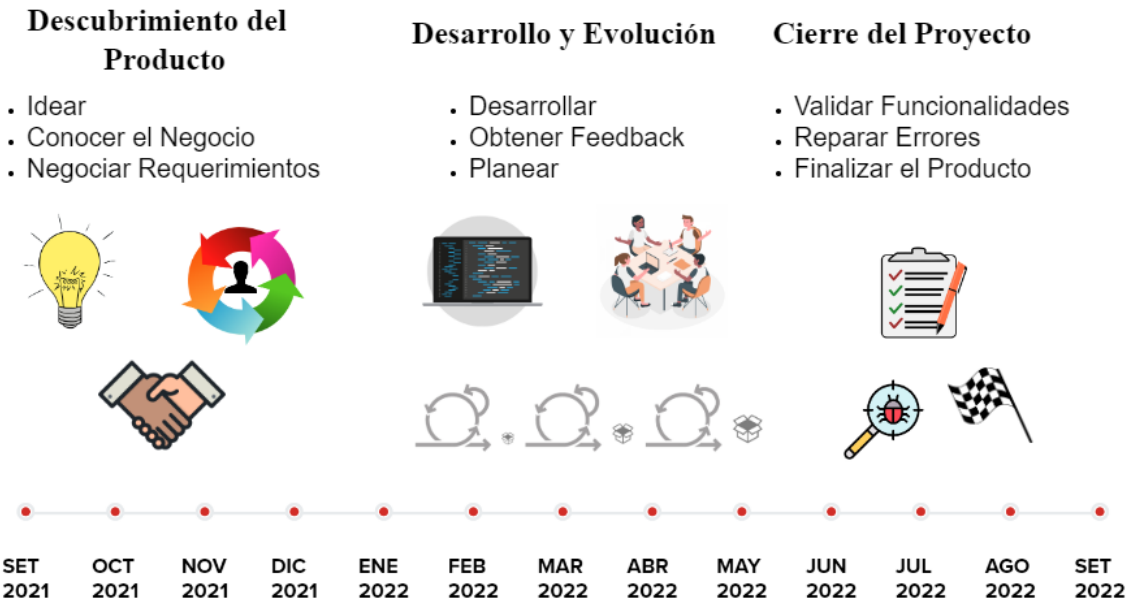 Descubrimiento del
Producto
• Idear
• Conocer el Negocio
• Negociar Requerimientos
Desarrollo y Evolución
• Desarrollar
• Obtener Feedback
• Planear
Cierre del Proyecto
• Validar Funcionalidades
• Reparar Errores
• Finalizar el Producto
SET
2021
OCT
2021
NOV
2021
DIC
2021
ENE
2022
FEB
2022
MAR
2022
ABR
2022
MAY
2022
JUN
2022
JUL
2022
AGO
2022
SET
2022